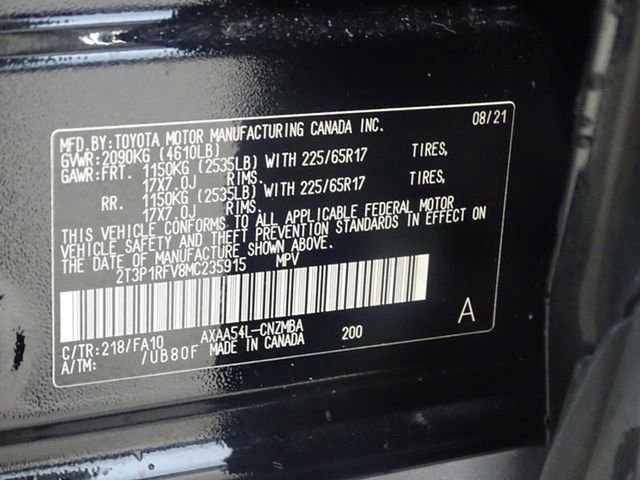 MFD.BY:TOYOTA MOTOR MANUFACTURING CANADA INC. 08/21
GVWR:2090KG (4610LB)
GAWR:FRT. 1150KG (2535LB) WITH 225/65R17 TIRES,
17X7.0J RIMS.
RR. 1150KG (2535LB) WITH 225/65R17 TIRES,
17X7.0J RIMS
THIS VEHICLE CONFORMS TO ALL APPLICABLE FEDERAL MOTOR
VEHICLE SAFETY AND THEFT PREVENTION STANDARDS IN EFFECT ON
THE DATE OF MANUFACTURE SHOWN ABOVE.
2T3P1RFV8MC235915 MPV
A
C/TR:218/FA10 AXAA54L-CNZMBA 200
A/TM: /UB80F MADE IN CANADA